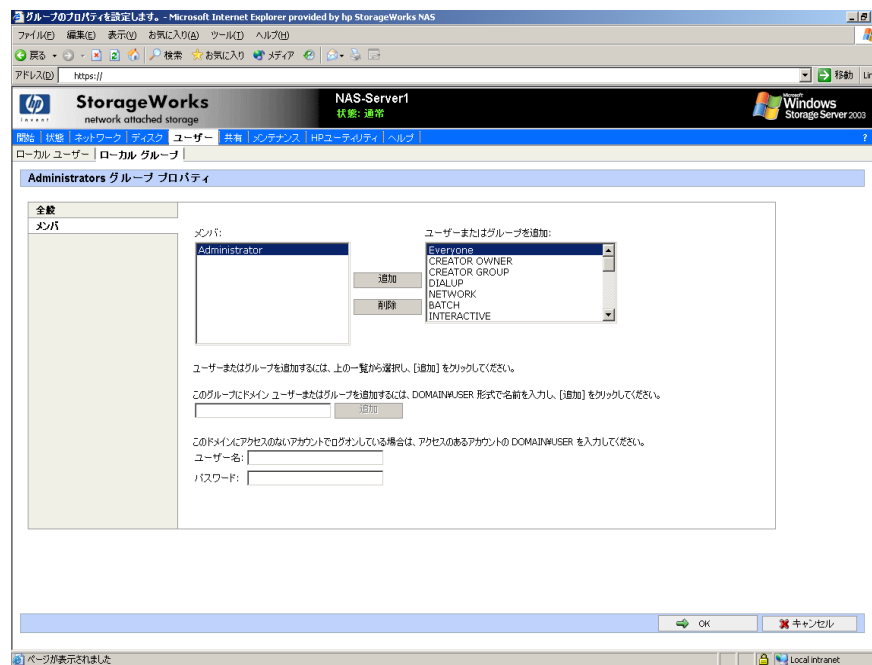 グループのプロパティを設定します。 - Microsoft Internet Explorer provided by hp StorageWorks NAS
ファイル(F) 編集(E) 表示(V) お気に入り(A) ツール(T) ヘルプ(H)
戻る 検索 お気に入り メディア
アドレス(D) https:// 移動 Lir
hp invent
StorageWorks
network attached storage
NAS-Server1
状態: 通常
Microsoft
Windows
Storage Server 2003
開始 状態 ネットワーク ディスク ユーザー 共有 メンテナンス HPユーティリティ ヘルプ ?
ローカル ユーザー ローカル グループ
Administrators グループ プロパティ
全般
メンバ
メンバ: ユーザーまたはグループを追加:
Administrator
Everyone
CREATOR OWNER
CREATOR GROUP
DIALUP
NETWORK
BATCH
INTERACTIVE
追加
削除
ユーザーまたはグループを追加するには、上の一覧から選択し、[追加] をクリックしてください。
このグループにドメイン ユーザーまたはグループを追加するには、DOMAIN¥USER 形式で名前を入力し、[追加] をクリックしてください。
追加
このドメインにアクセスのないアカウントでログオンしている場合は、アクセスのあるアカウントの DOMAIN¥USER を入力してください。
ユーザー名:
パスワード:
OK キャンセル
ページが表示されました Local intranet